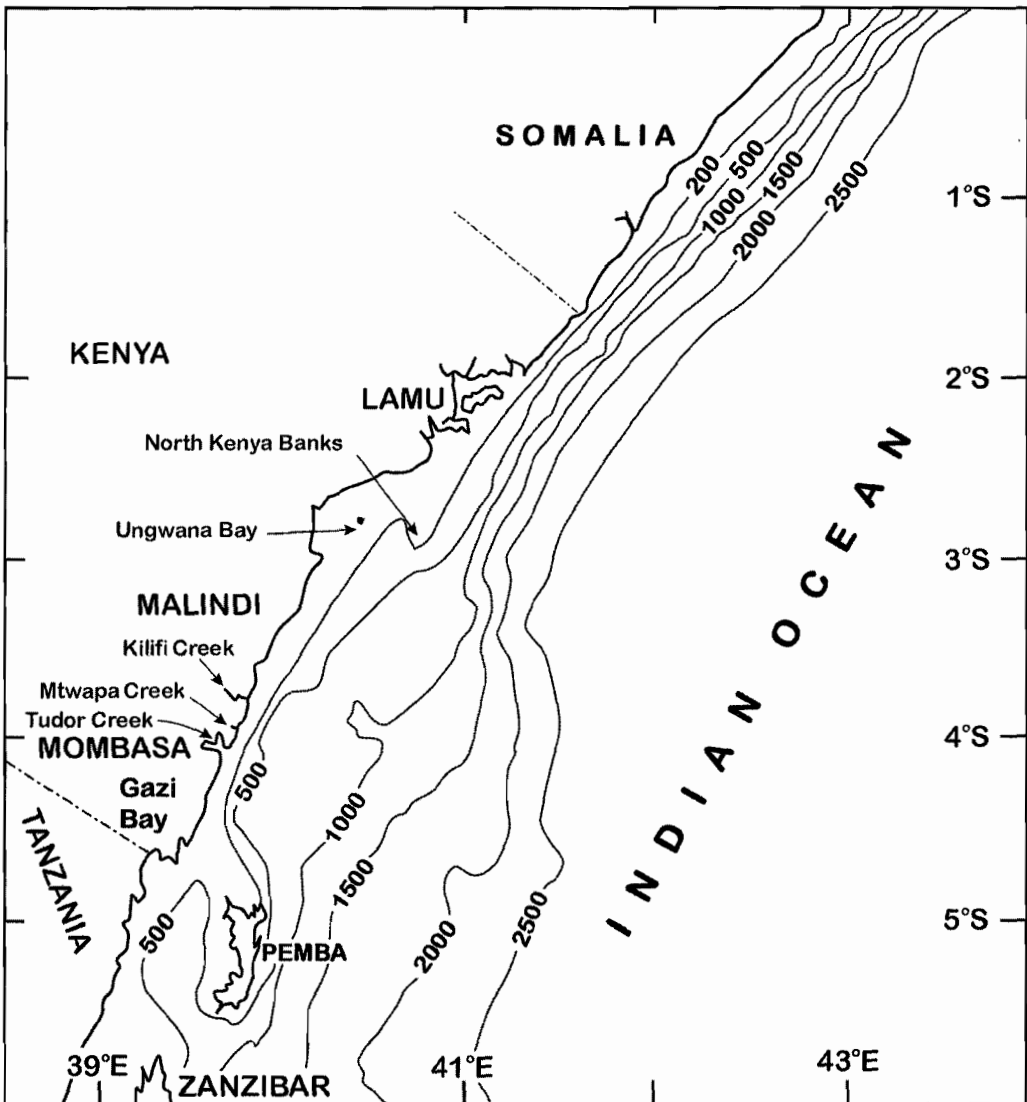 SOMALIA
200
500
1000
1500
2000
2500
1°S
KENYA
2°S
LAMU
North Kenya Banks
Ungwana Bay
3°S
MALINDI
Kilifi Creek
Mtwapa Creek
Tudor Creek
MOMBASA
4°S
INDIAN OCEAN
Gazi
Bay
500
1000
1500
TANZANIA
500
PEMBA
2000
2500
5°S
39°E
ZANZIBAR
41°E
43°E